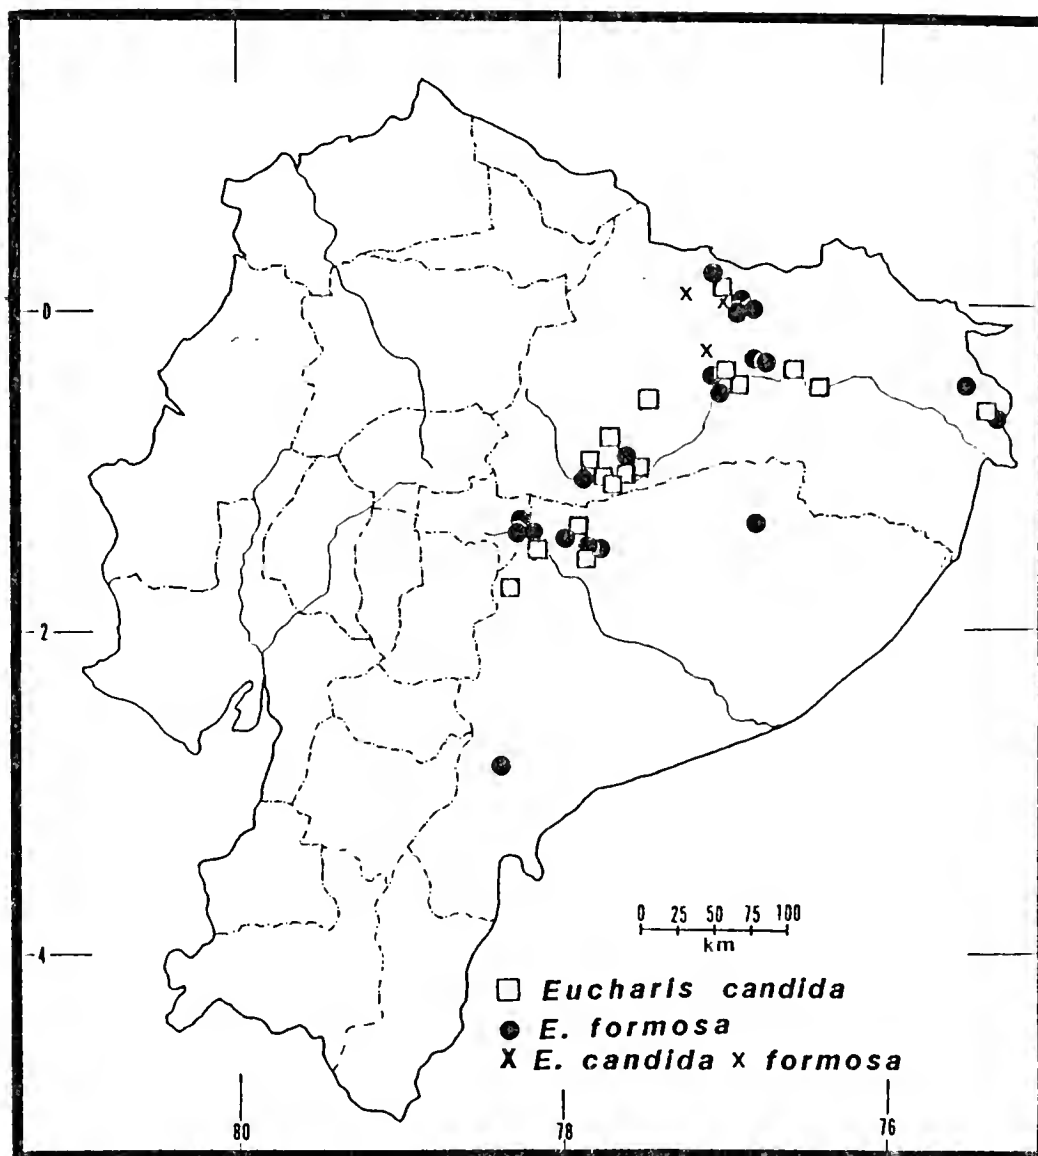 0
2
4
0 25 50 75 100
km
Eucharis candida
E. formosa
X E. candida x formosa
80 78 76